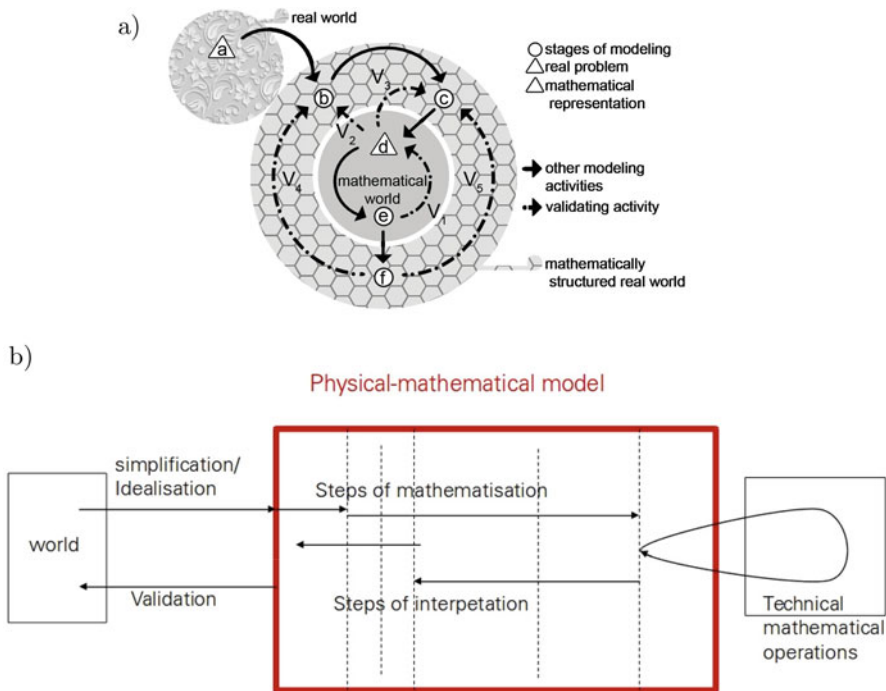 a)
real world
a
b
c
d
e
f
V3
V2
V4
V5
V1
mathematical
world
stages of modeling
real problem
mathematical
representation
other modeling
activities
validating activity
mathematically
structured real world
b)
Physical-mathematical model
simplification/
Idealisation
Steps of mathematisation
world
Validation
Steps of interpetation
Technical
mathematical
operations